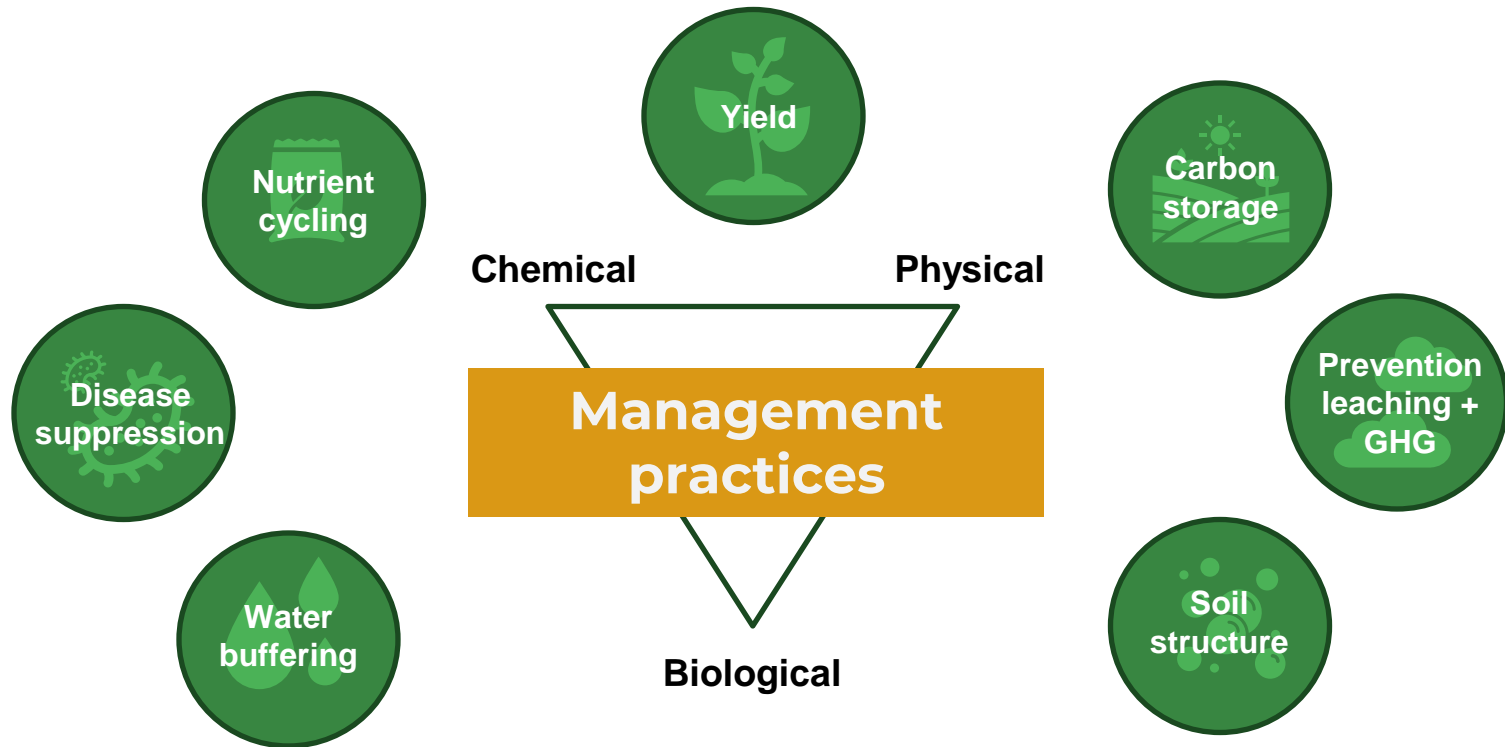 Yield
Nutrient
cycling
Carbon
storage
Chemical
Physical
Disease
suppression
Management
practices
Prevention
leaching +
GHG
Water
buffering
Soil
structure
Biological